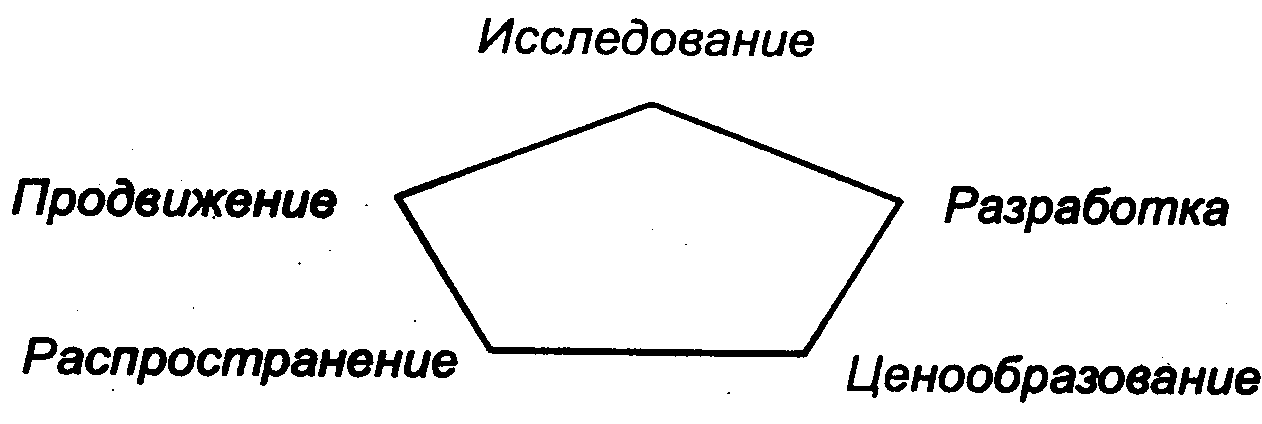 Исследование
Продвижение
Разработка
Распространение
Ценообразование